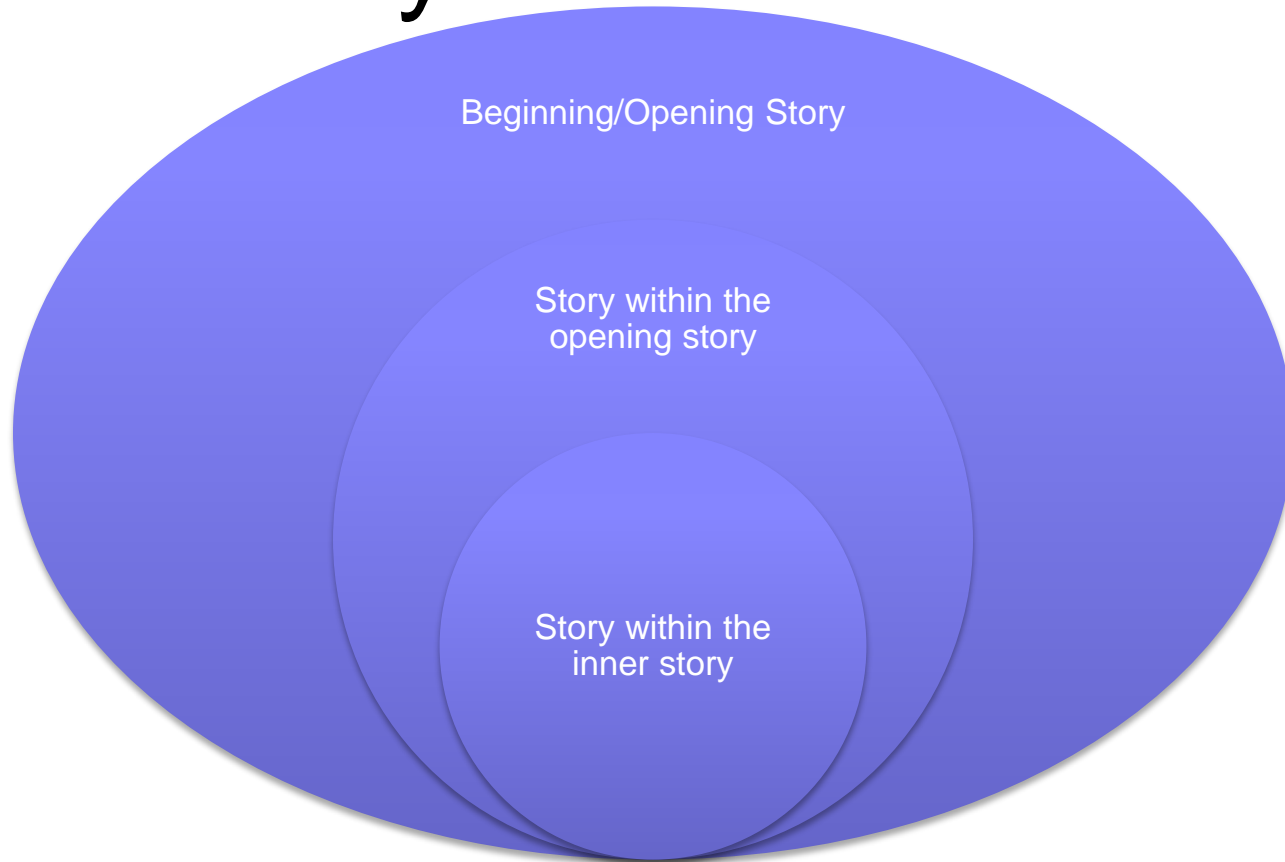 Beginning/Opening Story
Story within the
opening story
Story within the
inner story